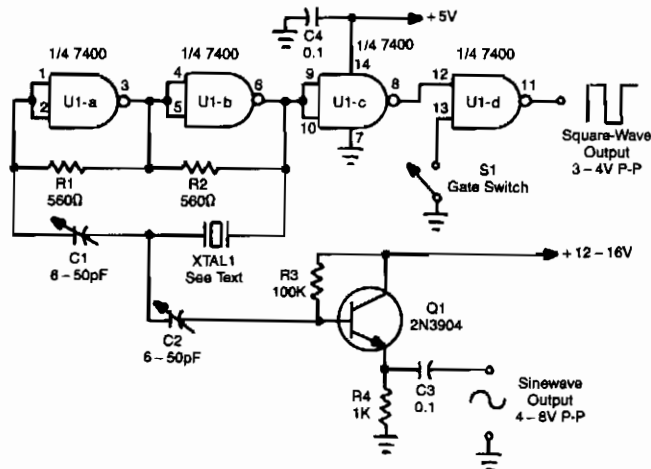 +5V
C4
0.1
1/4 7400
1/4 7400
1/4 7400
1/4 7400
1
2
3
U1-a
4
5
6
U1-b
9
10
14
8
7
U1-c
12
13
11
U1-d
Square-Wave
Output
3–4V P-P
S1
Gate Switch
R1
560Ω
R2
560Ω
C1
6–50pF
XTAL1
See Text
+12–16V
R3
100K
Q1
2N3904
C2
6–50pF
R4
1K
C3
0.1
Sinewave
Output
4–8V P-P